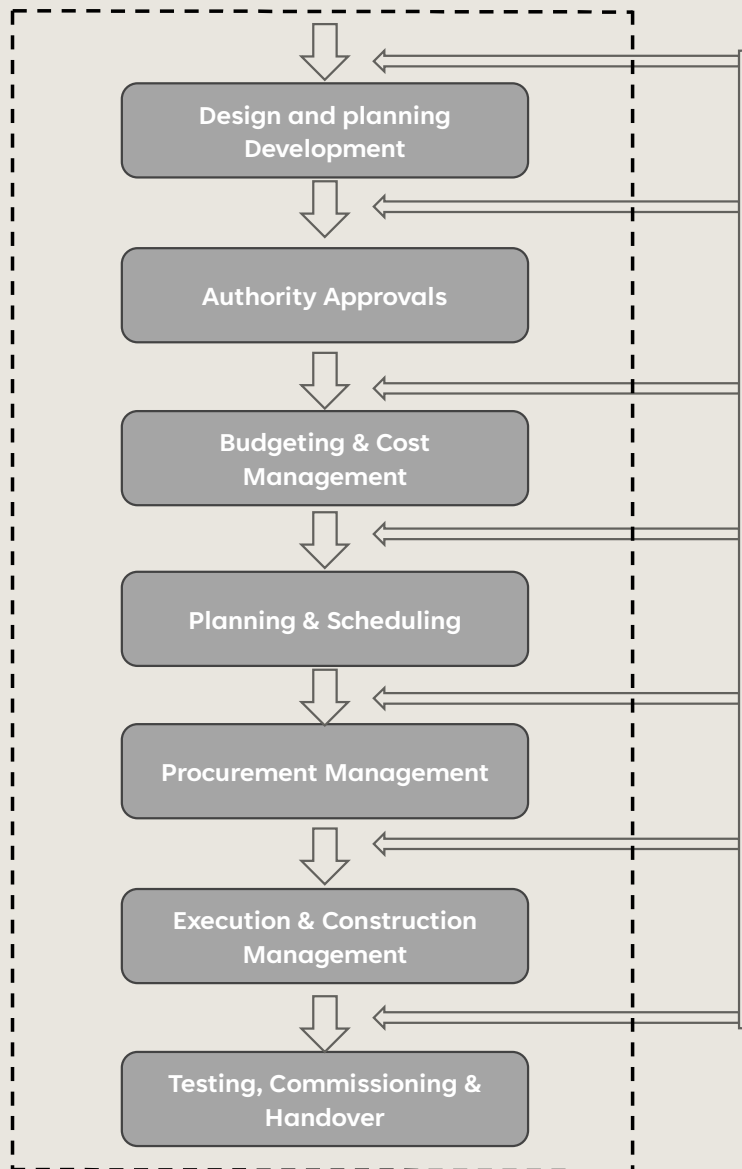 Design and planning
Development
Authority Approvals
Budgeting & Cost
Management
Planning & Scheduling
Procurement Management
Execution & Construction
Management
Testing, Commissioning &
Handover